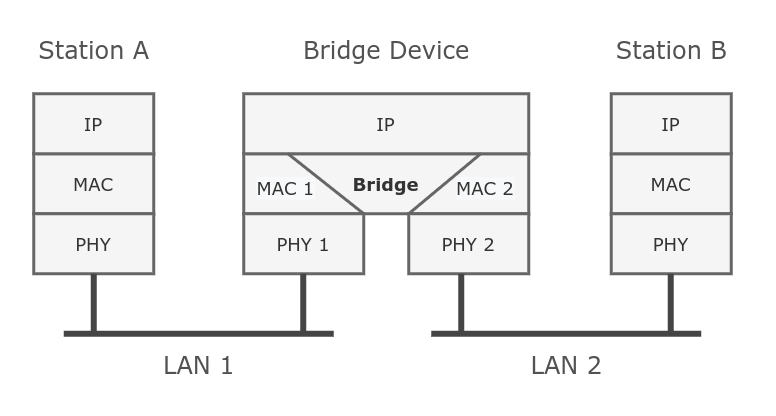 Station A
Bridge Device
Station B
IP
IP
IP
MAC
MAC 1
Bridge
MAC 2
MAC
PHY
PHY 1
PHY 2
PHY
LAN 1
LAN 2